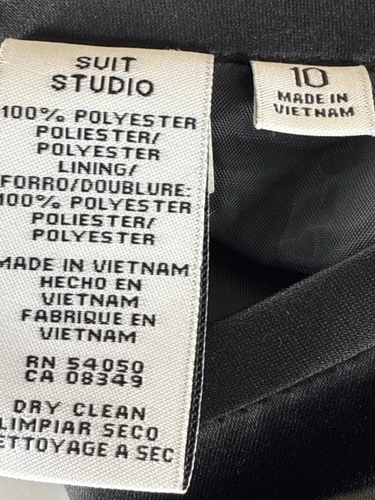 SUIT
STUDIO
100% POLYESTER
POLIESTER/
POLYESTER
LINING/
FORRO/DOUBLURE:
100% POLYESTER
POLIESTER/
POLYESTER
MADE IN VIETNAM
HECHO EN
VIETNAM
FABRIQUE EN
VIETNAM
RN 54050
CA 08349
DRY CLEAN
LIMPIAR SECO
ETTOYAGE A SEC
10
MADE IN
VIETNAM